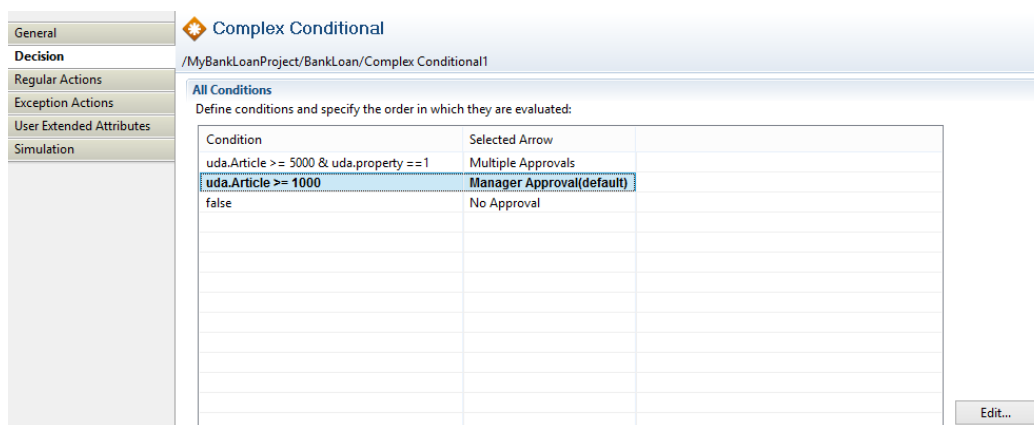 General
Decision
Regular Actions
Exception Actions
User Extended Attributes
Simulation
Complex Conditional
/MyBankLoanProject/BankLoan/Complex Conditional1
All Conditions
Define conditions and specify the order in which they are evaluated:
Condition Selected Arrow
uda.Article >= 5000 & uda.property ==1 Multiple Approvals
uda.Article >= 1000 Manager Approval(default)
false No Approval
Edit...